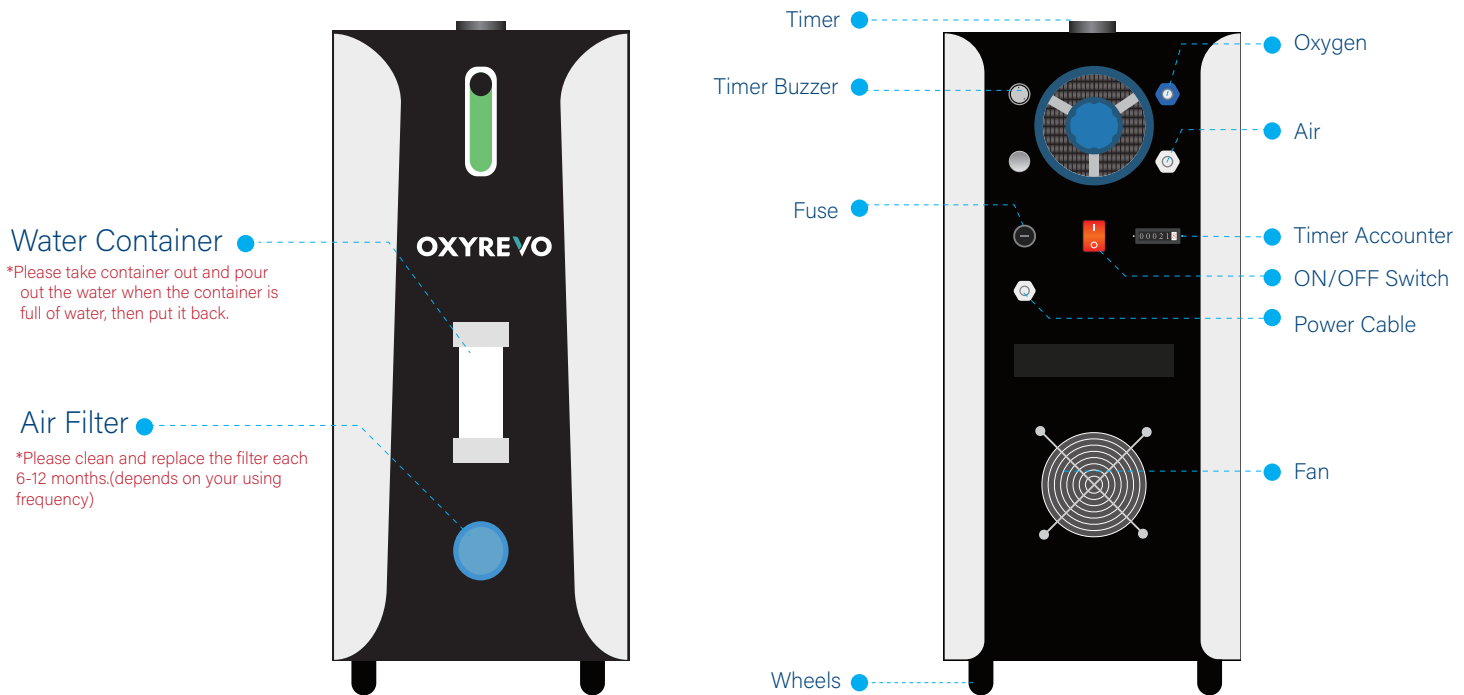 Water Container
*Please take container out and pour
out the water when the container is
full of water, then put it back.
Air Filter
*Please clean and replace the filter each
6-12 months.(depends on your using
frequency)
OXYREVO
Timer
Timer Buzzer
Fuse
Wheels
I
O
000218
Oxygen
Air
Timer Accounter
ON/OFF Switch
Power Cable
Fan